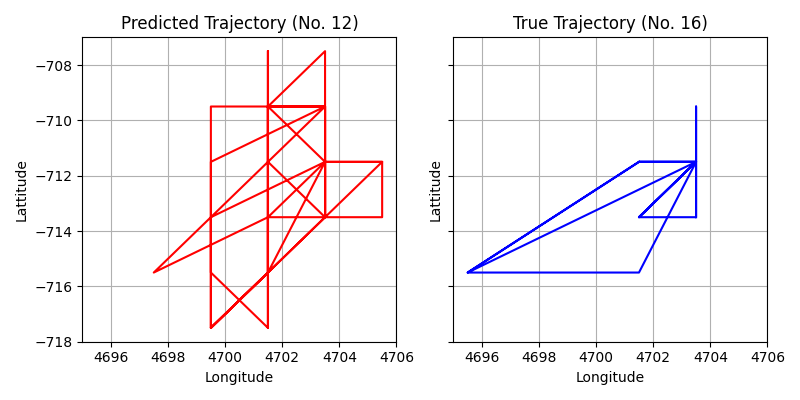 Predicted Trajectory (No. 12)
True Trajectory (No. 16)
Lattitude
−708
−710
−712
−714
−716
−718
4696 4698 4700 4702 4704 4706
Longitude
Lattitude
4696 4698 4700 4702 4704 4706
Longitude